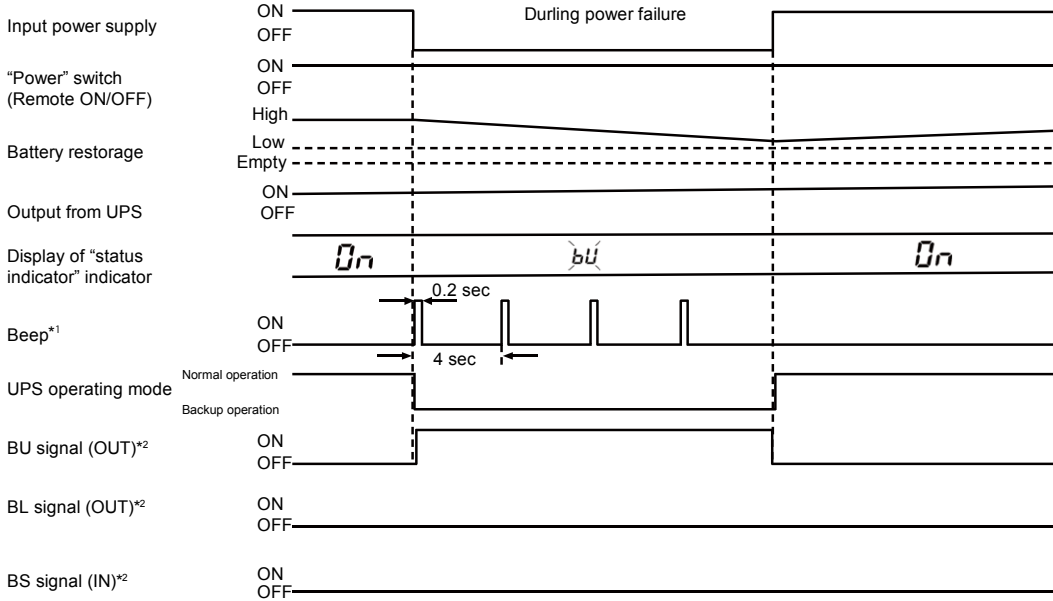 ON
Durling power failure
Input power supply
OFF
ON
“Power” switch
(Remote ON/OFF)
OFF
High
Low
Battery restorage
Empty
ON
Output from UPS
OFF
Display of “status
indicator” indicator
On
bU
On
0.2 sec
Beep*1
ON
OFF
4 sec
UPS operating mode
Normal operation
Backup operation
BU signal (OUT)*2
ON
OFF
BL signal (OUT)*2
ON
OFF
BS signal (IN)*2
ON
OFF